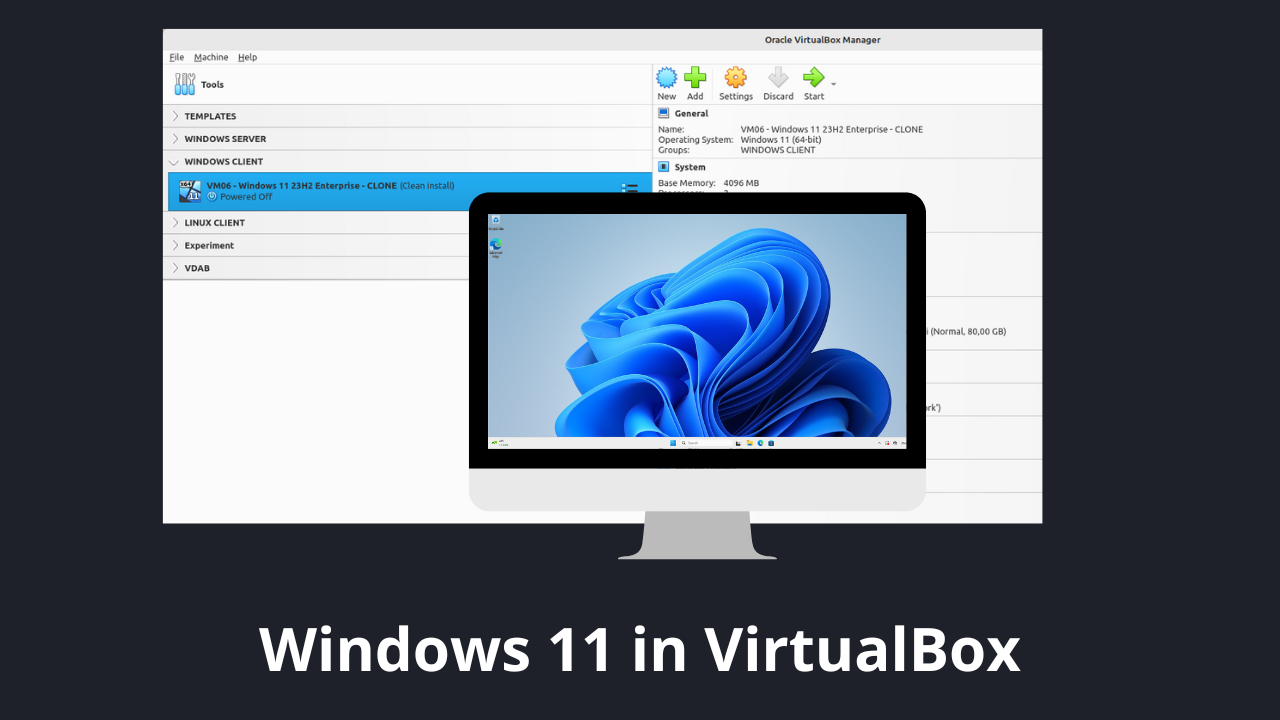 Oracle VirtualBox Manager
File Machine Help
Tools
New Add Settings Discard Start
TEMPLATES
WINDOWS SERVER
WINDOWS CLIENT
VM06 - Windows 11 23H2 Enterprise - CLONE (Clean install)
Powered Off
LINUX CLIENT
Experiment
VDAB
General
Name: VM06 - Windows 11 23H2 Enterprise - CLONE
Operating System: Windows 11 (64-bit)
Groups: WINDOWS CLIENT
System
Base Memory: 4096 MB
(Normal, 80,00 GB)
Search
Windows 11 in VirtualBox